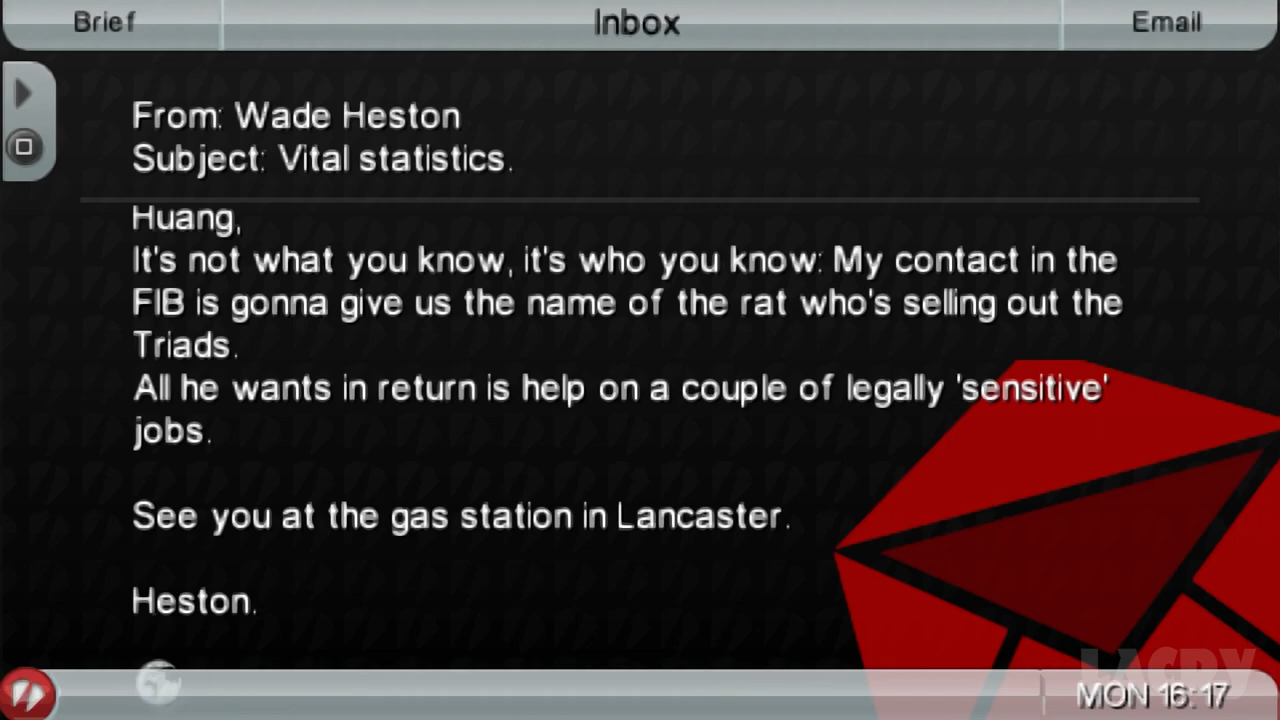 Brief Inbox Email
From: Wade Heston
Subject: Vital statistics.
Huang,
It's not what you know, it's who you know: My contact in the
FIB is gonna give us the name of the rat who's selling out the
Triads.
All he wants in return is help on a couple of legally 'sensitive'
jobs.
See you at the gas station in Lancaster.
Heston.
LACRY
MON 16:17